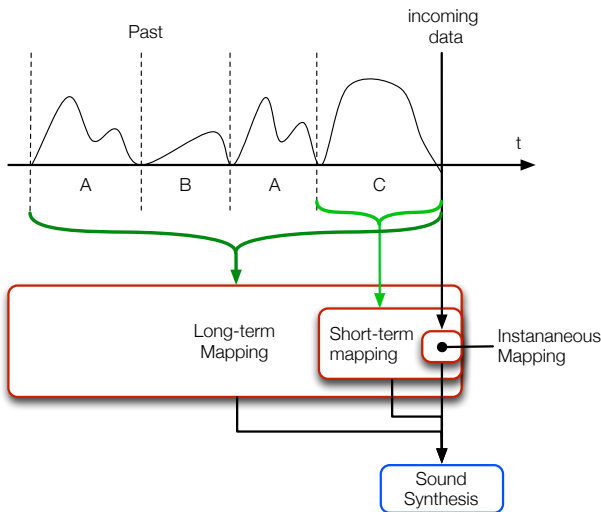 Past
incoming
data
t
A
B
A
C
Long-term
Mapping
Short-term
mapping
Instananeous
Mapping
Sound
Synthesis